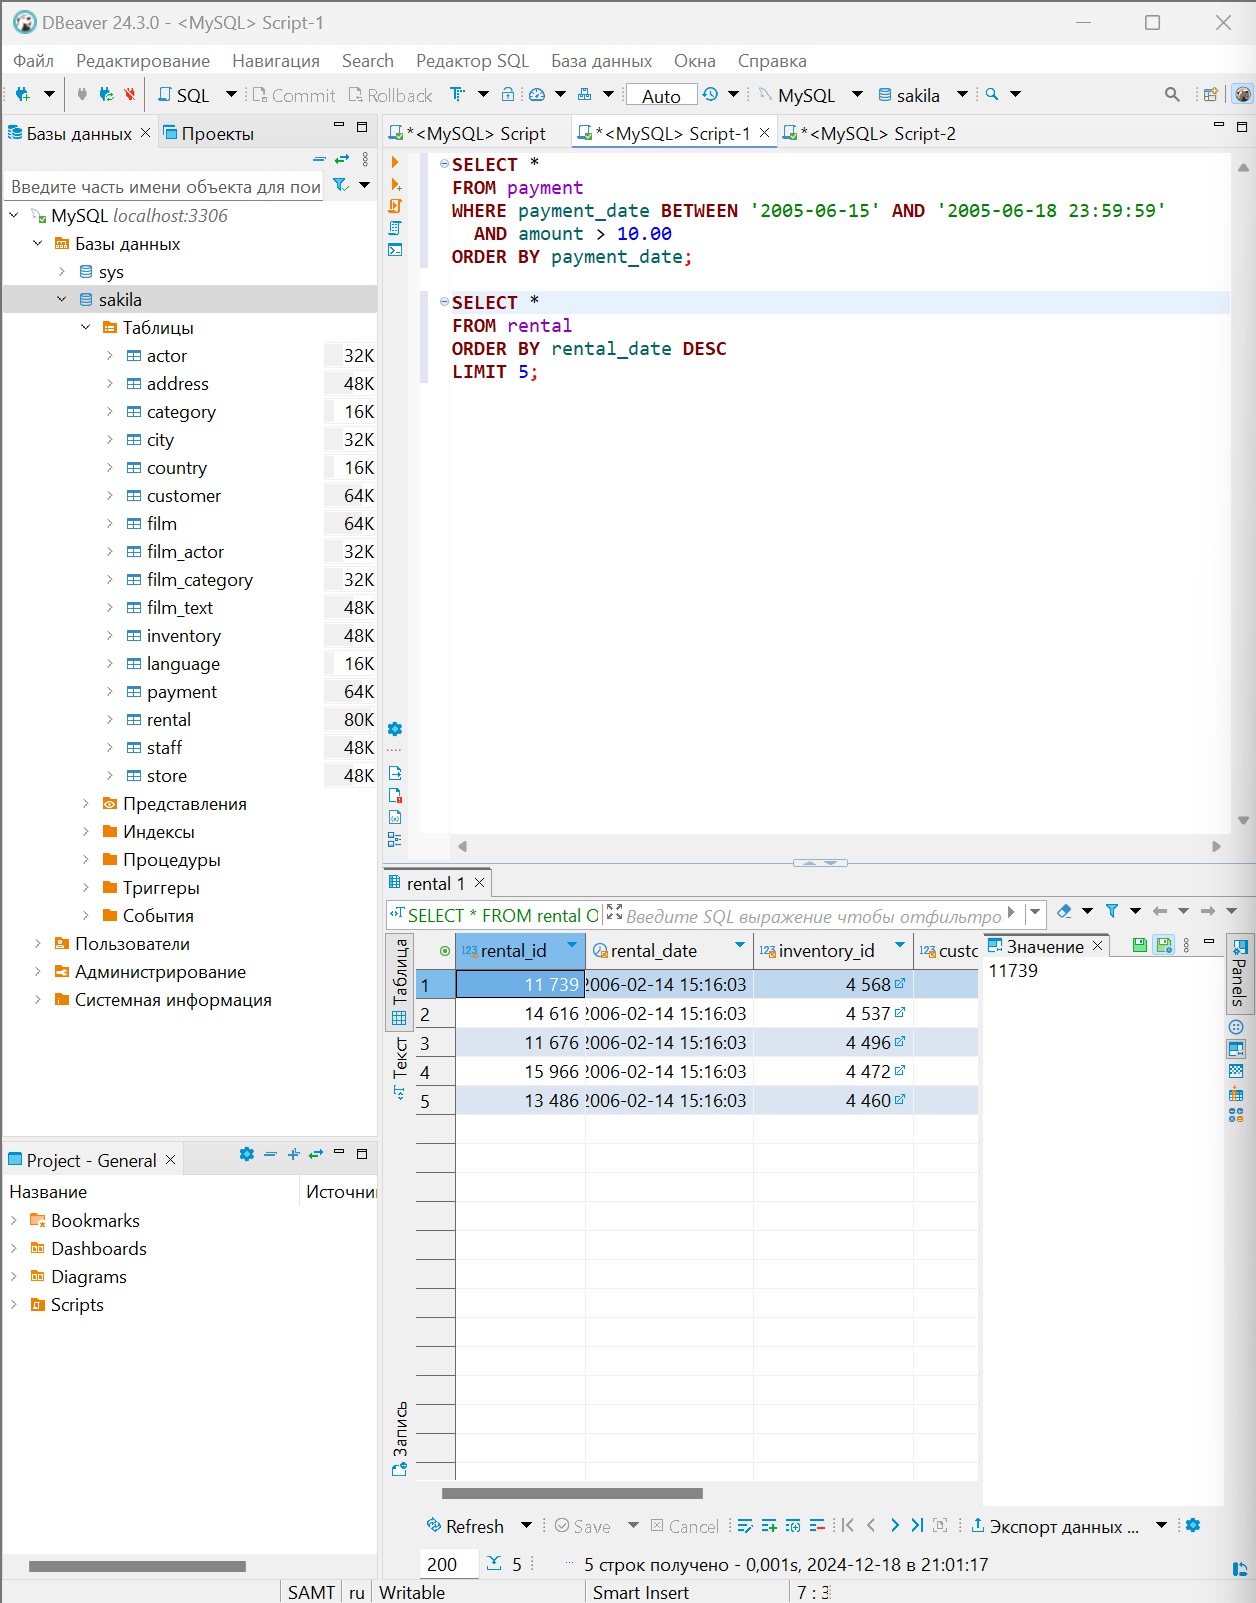 DBeaver 24.3.0 - <MySQL> Script-1
Файл Редактирование Навигация Search Редактор SQL База данных Окна Справка
SQL Commit Rollback Auto MySQL sakila
Базы данных Проекты
Введите часть имени объекта для пои
MySQL localhost:3306
Базы данных
sys
sakila
Таблицы
actor 32K
address 48K
category 16K
city 32K
country 16K
customer 64K
film 64K
film_actor 32K
film_category 32K
film_text 48K
inventory 48K
language 16K
payment 64K
rental 80K
staff 48K
store 48K
Представления
Индексы
Процедуры
Триггеры
События
Пользователи
Администрирование
Системная информация
Project - General
Название Источни
Bookmarks
Dashboards
Diagrams
Scripts
*<MySQL> Script *<MySQL> Script-1 *<MySQL> Script-2
SELECT *
FROM payment
WHERE payment_date BETWEEN '2005-06-15' AND '2005-06-18 23:59:59'
AND amount > 10.00
ORDER BY payment_date;
SELECT *
FROM rental
ORDER BY rental_date DESC
LIMIT 5;
rental 1
SELECT * FROM rental O Введите SQL выражение чтобы отфильтро
Таблица
Текст
Запись
123 rental_id rental_date 123 inventory_id 123 custo
1 11 739 2006-02-14 15:16:03 4 568
2 14 616 2006-02-14 15:16:03 4 537
3 11 676 2006-02-14 15:16:03 4 496
4 15 966 2006-02-14 15:16:03 4 472
5 13 486 2006-02-14 15:16:03 4 460
Значение
11739
Panels
Refresh Save Cancel Экспорт данных ...
200 5 5 строк получено - 0,001s, 2024-12-18 в 21:01:17
SAMT ru Writable Smart Insert 7 : 3